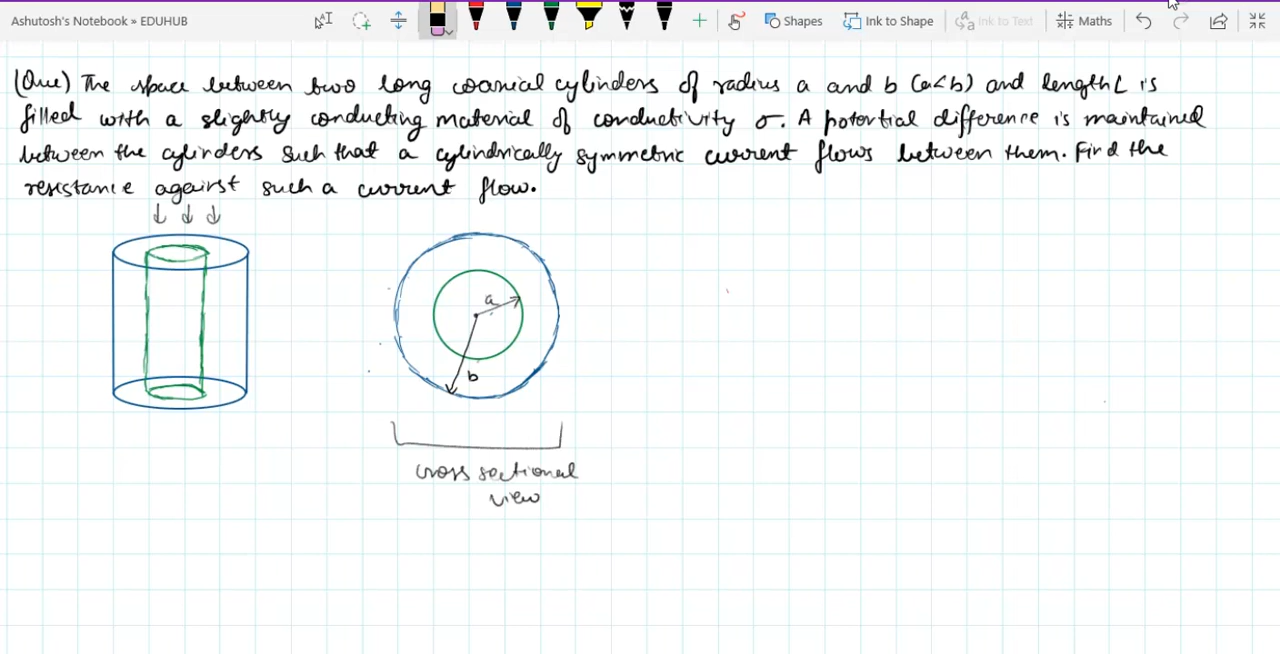 Ashutosh's Notebook » EDUHUB
Shapes
Ink to Shape
Ink to Text
Maths
(Que) The space between two long coaxial cylinders of radius a and b (a<b) and length L is
filled with a slightly conducting material of conductivity σ. A potential difference is maintained
between the cylinders such that a cylindrically symmetric current flows between them. Find the
resistance against such a current flow.
a
b
cross sectional
view